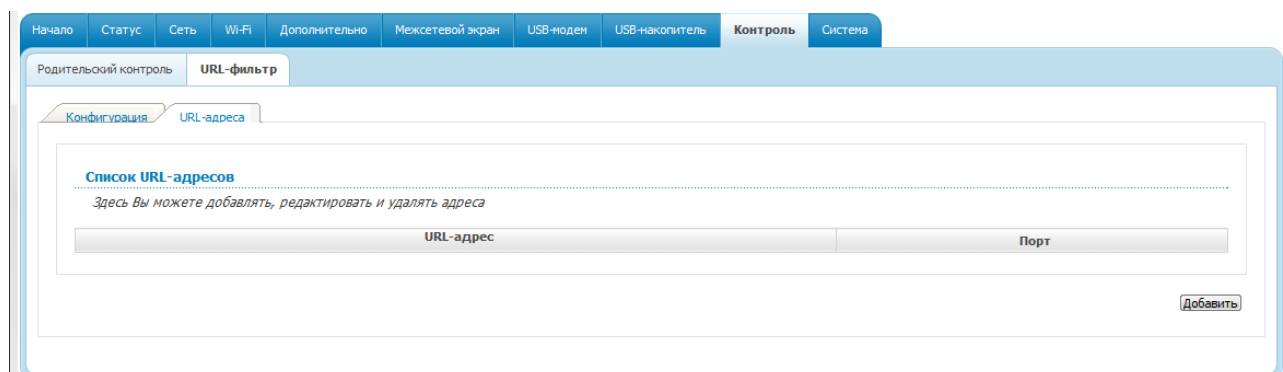 Начало Статус Сеть Wi-Fi Дополнительно Межсетевой экран USB-модем USB-накопитель Контроль Система
Родительский контроль URL-фильтр
Конфигурация URL-адреса
Список URL-адресов
Здесь Вы можете добавлять, редактировать и удалять адреса
URL-адрес Порт
Добавить